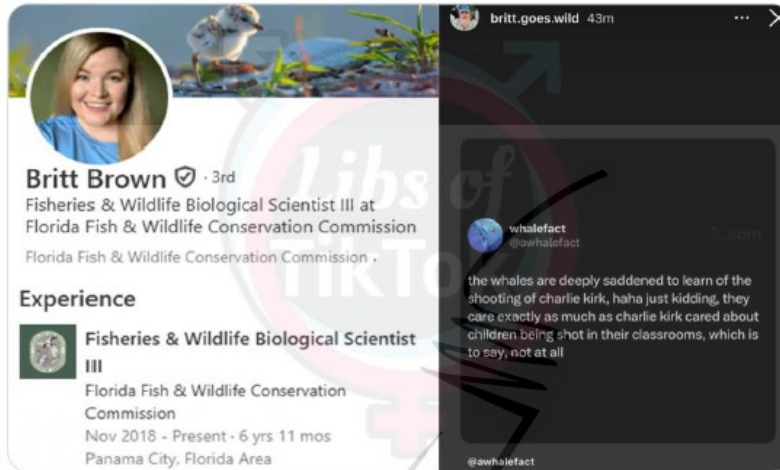 Britt Brown · 3rd
Fisheries & Wildlife Biological Scientist III at
Florida Fish & Wildlife Conservation Commission
Florida Fish & Wildlife Conservation Commission ·
Experience
Fisheries & Wildlife Biological Scientist
III
Florida Fish & Wildlife Conservation
Commission
Nov 2018 - Present · 6 yrs 11 mos
Panama City, Florida Area
Libs of
TikTok
britt.goes.wild 43m
whalefact
@awhalefact
the whales are deeply saddened to learn of the
shooting of charlie kirk, haha just kidding, they
care exactly as much as charlie kirk cared about
children being shot in their classrooms, which is
to say, not at all
@awhalefact